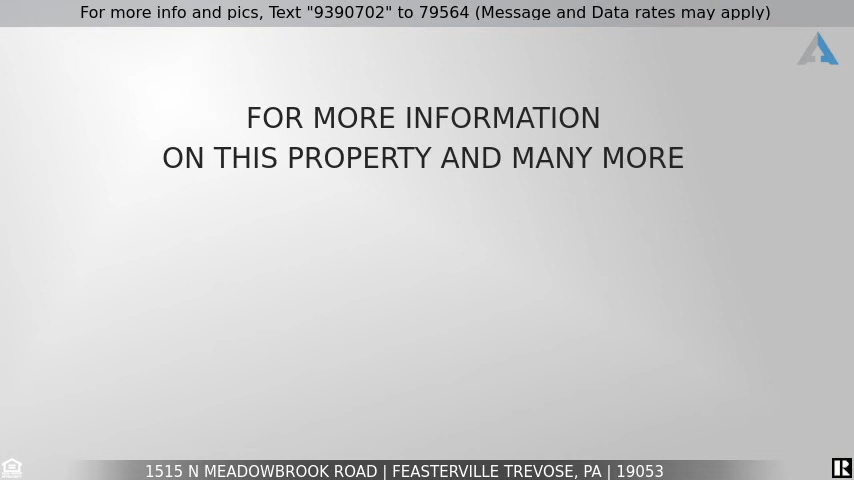 For more info and pics, Text "9390702" to 79564 (Message and Data rates may apply)
FOR MORE INFORMATION
ON THIS PROPERTY AND MANY MORE
1515 N MEADOWBROOK ROAD | FEASTERVILLE TREVOSE, PA | 19053